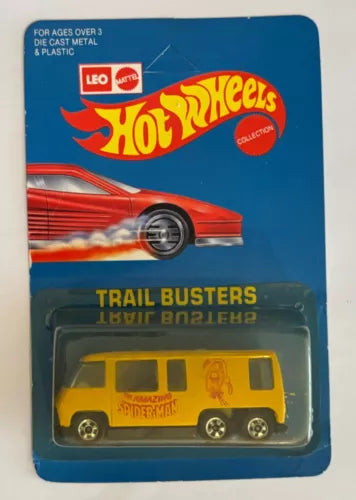 FOR AGES OVER 3
DIE CAST METAL
& PLASTIC
LEO
MATTEL
Hot Wheels
COLLECTION
TRAIL BUSTERS
TRAIL BUSTERS
THE AMAZING
SPIDER-MAN